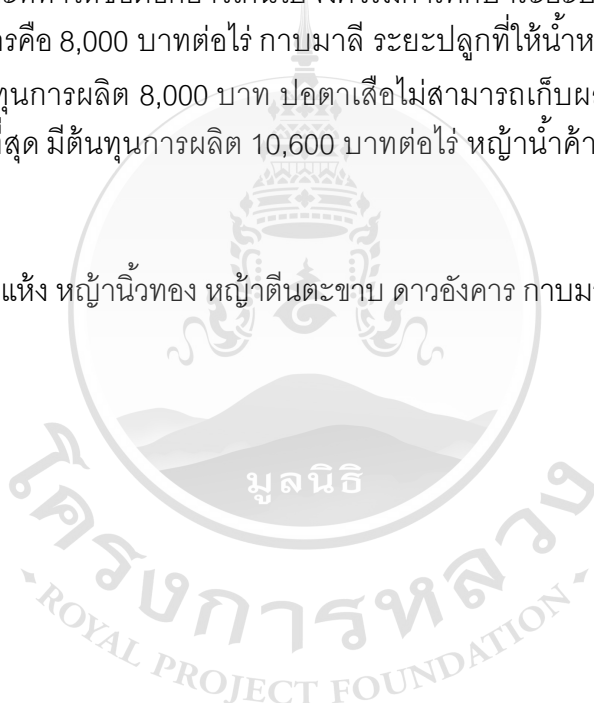 รคือ 8,000 บาทต่อไร่ กาบมาลี ระยะปลูกที่ให้น้ำห
ทุนการผลิต 8,000 บาท ปอตาเสือไม่สามารถเก็บผ
ที่สุด มีต้นทุนการผลิต 10,600 บาทต่อไร่ หญ้าน้ำค้า
แห้ง หญ้านิ้วทอง หญ้าตีนตะขาบ ดาวอังคาร กาบม
มูลนิธิ
โครงการหลวง
ROYAL PROJECT FOUNDATION